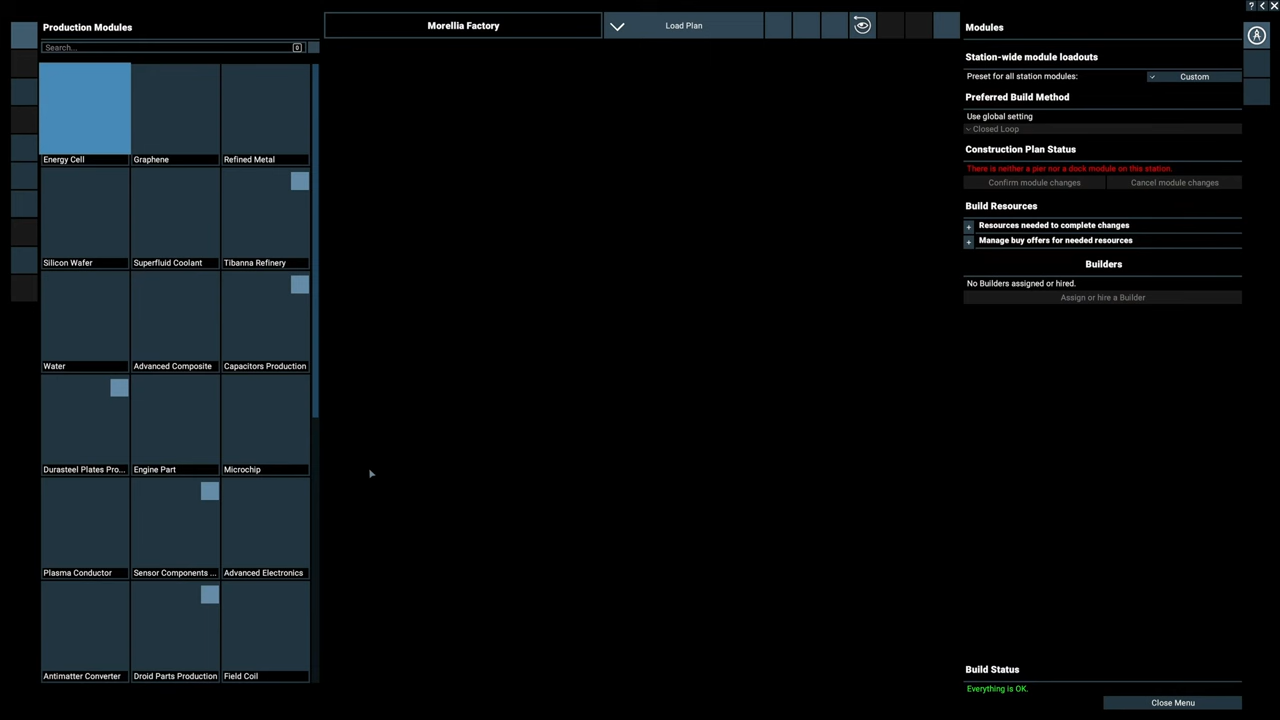 Production Modules
Search...
0
Energy Cell
Graphene
Refined Metal
Silicon Wafer
Superfluid Coolant
Tibanna Refinery
Water
Advanced Composite
Capacitors Production
Durasteel Plates Pro...
Engine Part
Microchip
Plasma Conductor
Sensor Components ...
Advanced Electronics
Antimatter Converter
Droid Parts Production
Field Coil
Morellia Factory
Load Plan
?
Modules
Station-wide module loadouts
Preset for all station modules:
Custom
Preferred Build Method
Use global setting
Closed Loop
Construction Plan Status
There is neither a pier nor a dock module on this station.
Confirm module changes
Cancel module changes
Build Resources
+ Resources needed to complete changes
+ Manage buy offers for needed resources
Builders
No Builders assigned or hired.
Assign or hire a Builder
Build Status
Everything is OK.
Close Menu